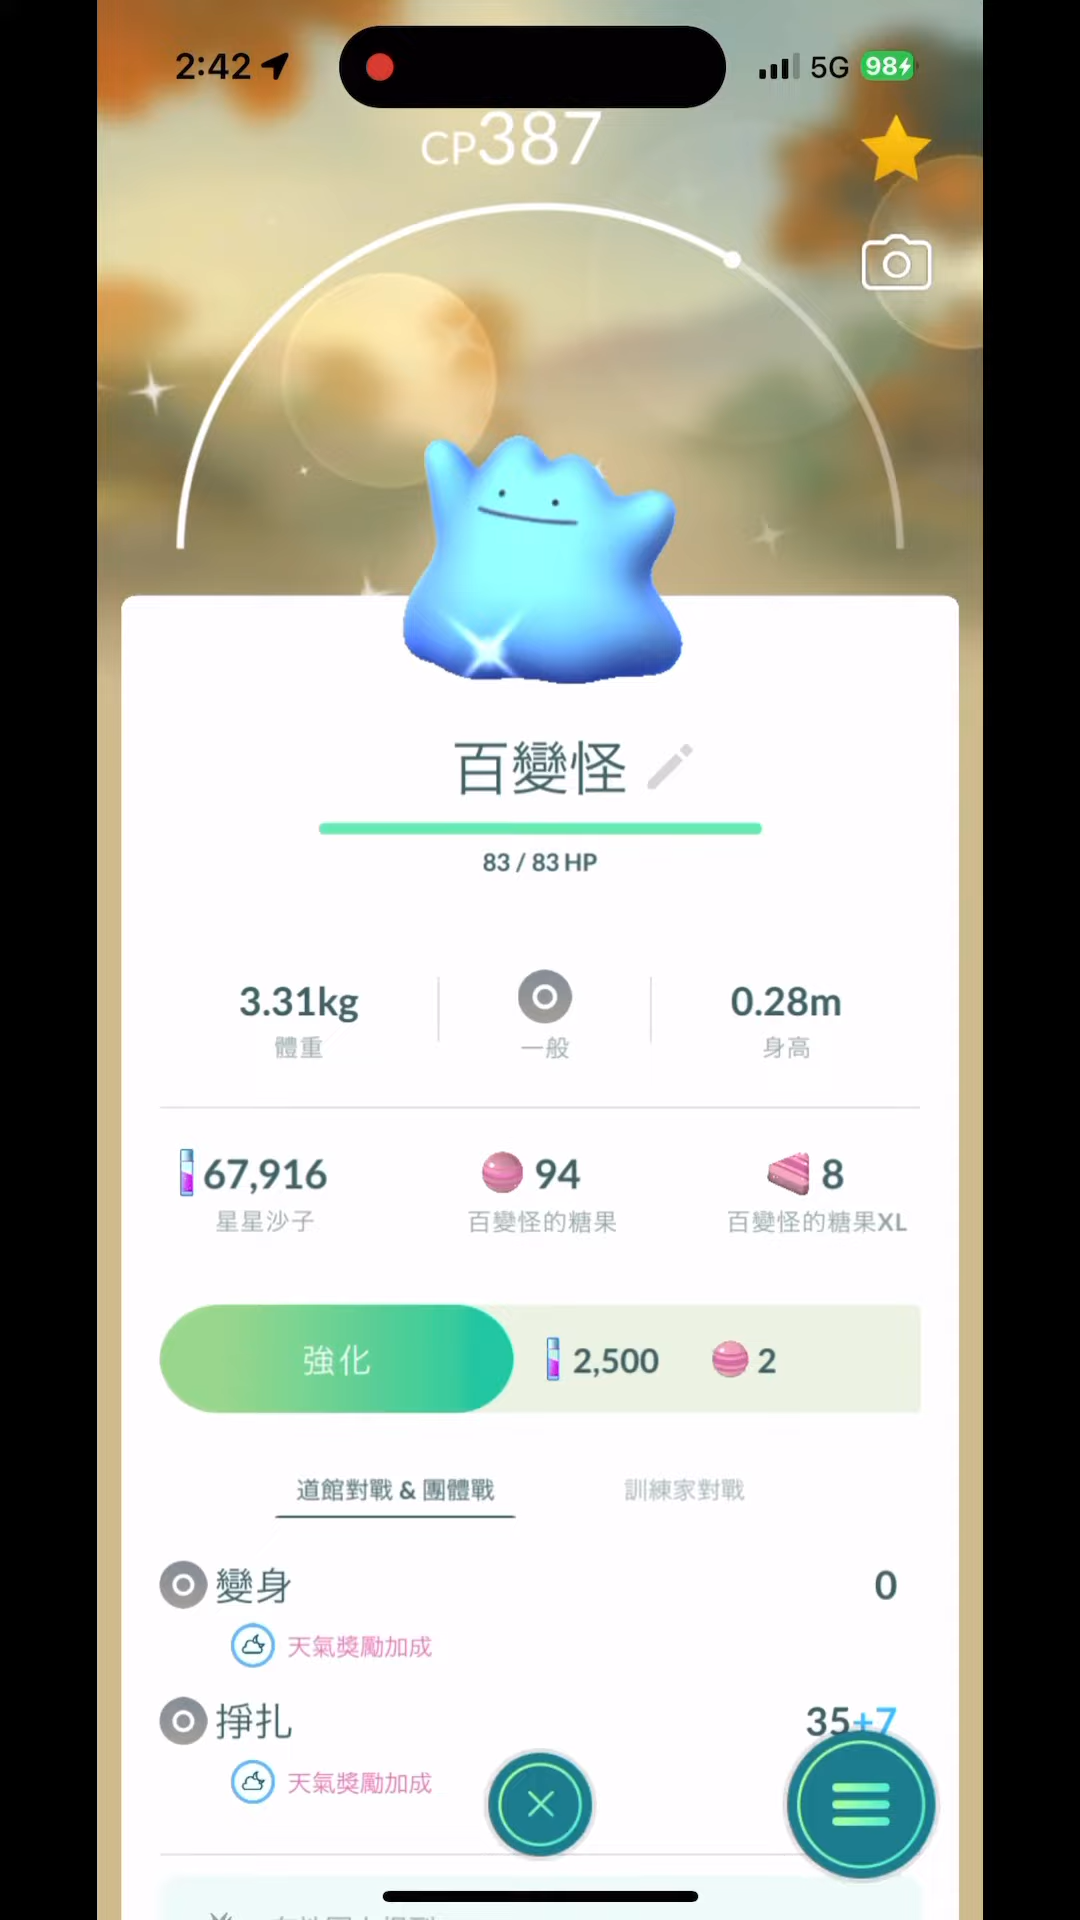 2:42
5G
98
CP387
百變怪
83 / 83 HP
3.31kg
一般
0.28m
體重
身高
67,916
94
8
星星沙子
百變怪的糖果
百變怪的糖果XL
強化
2,500
2
道館對戰 & 團體戰
訓練家對戰
變身
0
天氣獎勵加成
掙扎
35+7
天氣獎勵加成